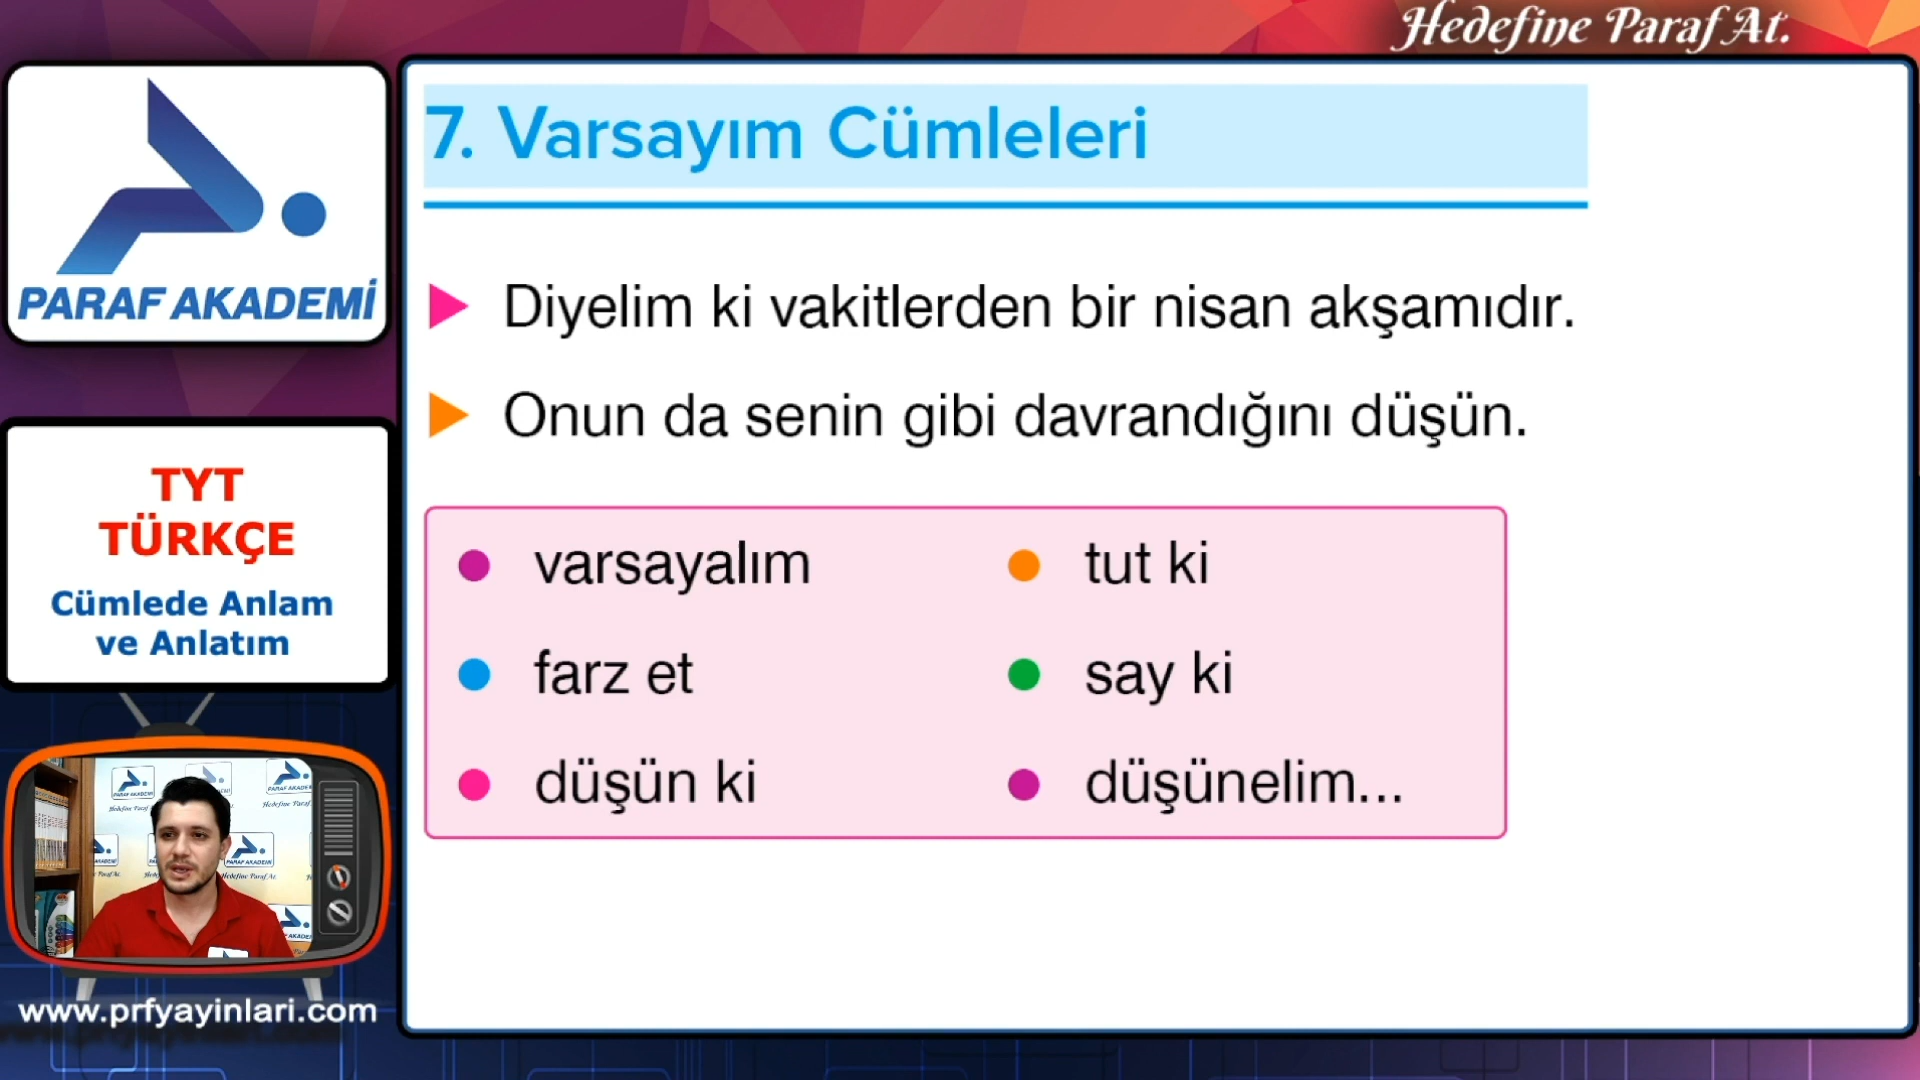 Hedefine Paraf At.
PARAF AKADEMİ
7. Varsayım Cümleleri
Diyelim ki vakitlerden bir nisan akşamıdır.
Onun da senin gibi davrandığını düşün.
varsayalım
tut ki
farz et
say ki
düşün ki
düşünelim...
TYT
TÜRKÇE
Cümlede Anlam
ve Anlatım
PARAF AKADEMİ
www.prfyayinlari.com